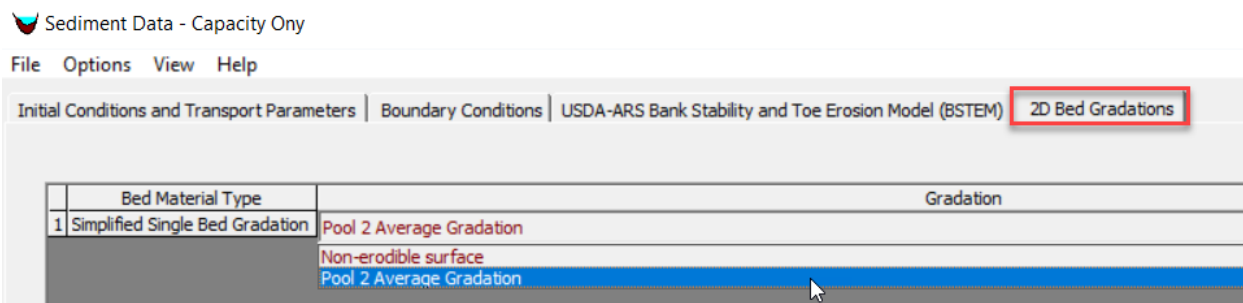 Sediment Data - Capacity Ony
File Options View Help
Initial Conditions and Transport Parameters Boundary Conditions USDA-ARS Bank Stability and Toe Erosion Model (BSTEM) 2D Bed Gradations
Bed Material Type Gradation
1 Simplified Single Bed Gradation Pool 2 Average Gradation
Non-erodible surface
Pool 2 Average Gradation